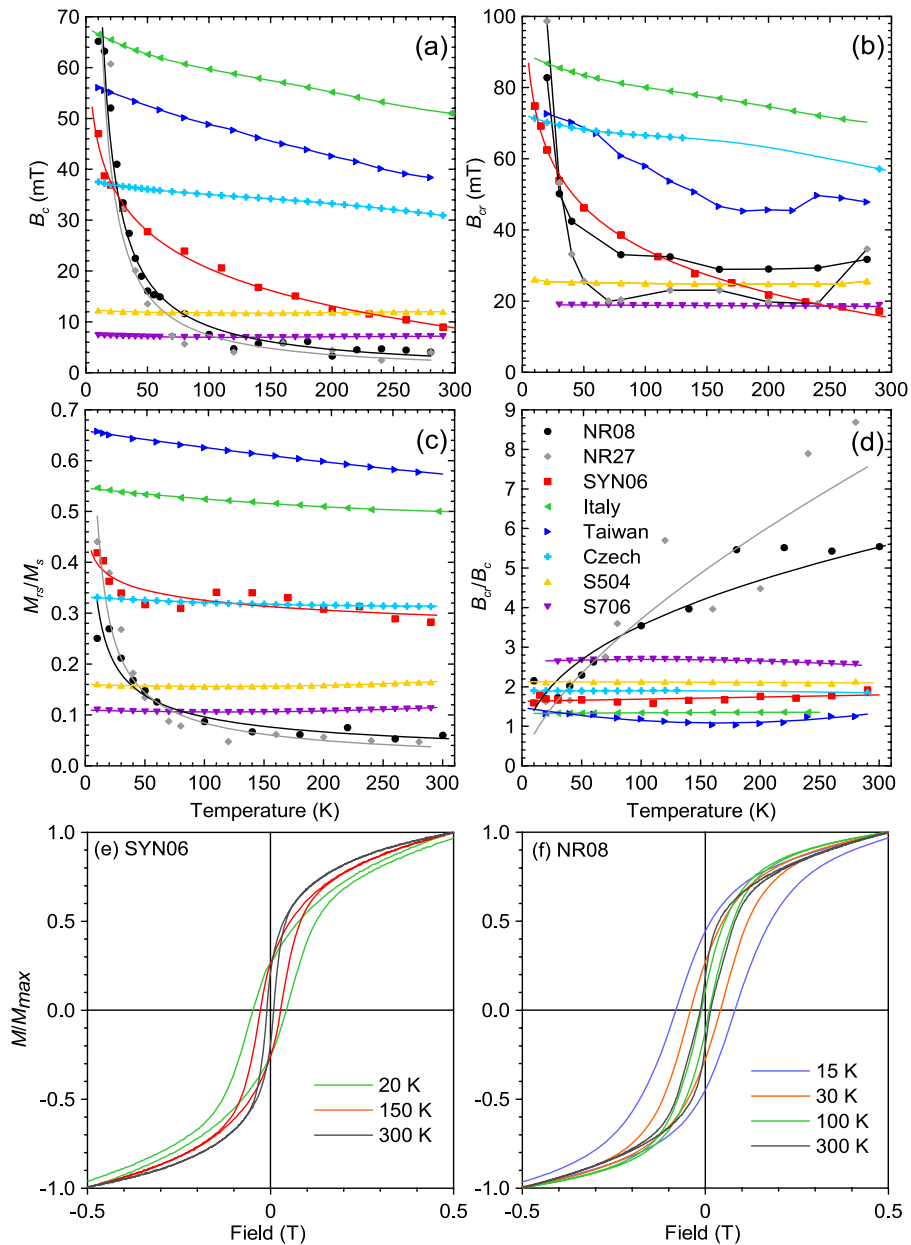 (a)
70
60
50
40
30
20
10
0
B_c (mT)
0 50 100 150 200 250 300
(b)
100
80
60
40
20
0
B_cr (mT)
0 50 100 150 200 250 300
(c)
0.7
0.6
0.5
0.4
0.3
0.2
0.1
0.0
M_rs/M_s
0 50 100 150 200 250 300
Temperature (K)
(d)
9
8
7
6
5
4
3
2
1
0
B_cr/B_c
NR08
NR27
SYN06
Italy
Taiwan
Czech
S504
S706
0 50 100 150 200 250 300
Temperature (K)
(e) SYN06
1.0
0.5
0.0
-0.5
-1.0
M/M_max
20 K
150 K
300 K
-0.5 0 0.5
Field (T)
(f) NR08
1.0
0.5
0.0
-0.5
-1.0
15 K
30 K
100 K
300 K
-0.5 0 0.5
Field (T)